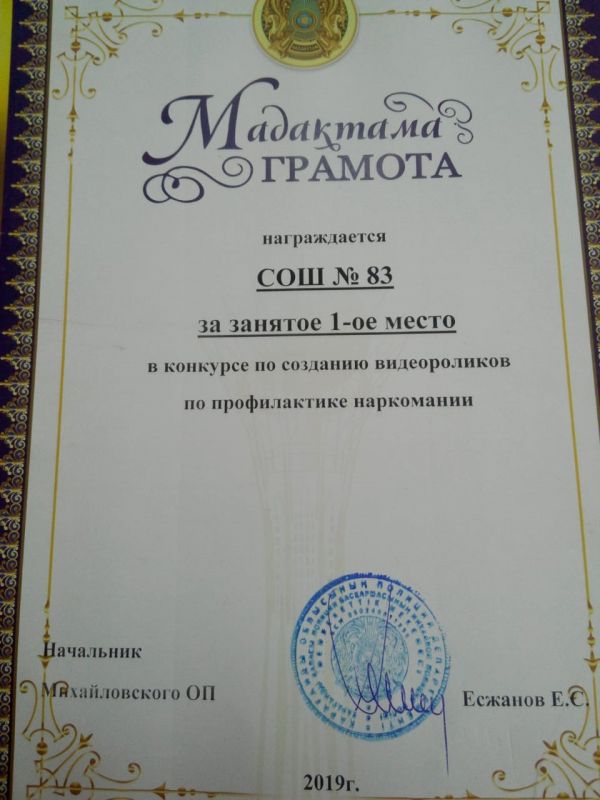 Мадақтама
ГРАМОТА
награждается
СОШ № 83
за занятое 1-ое место
в конкурсе по созданию видеороликов
по профилактике наркомании
Начальник
Михайловского ОП
Есжанов Е.С.
2019г.